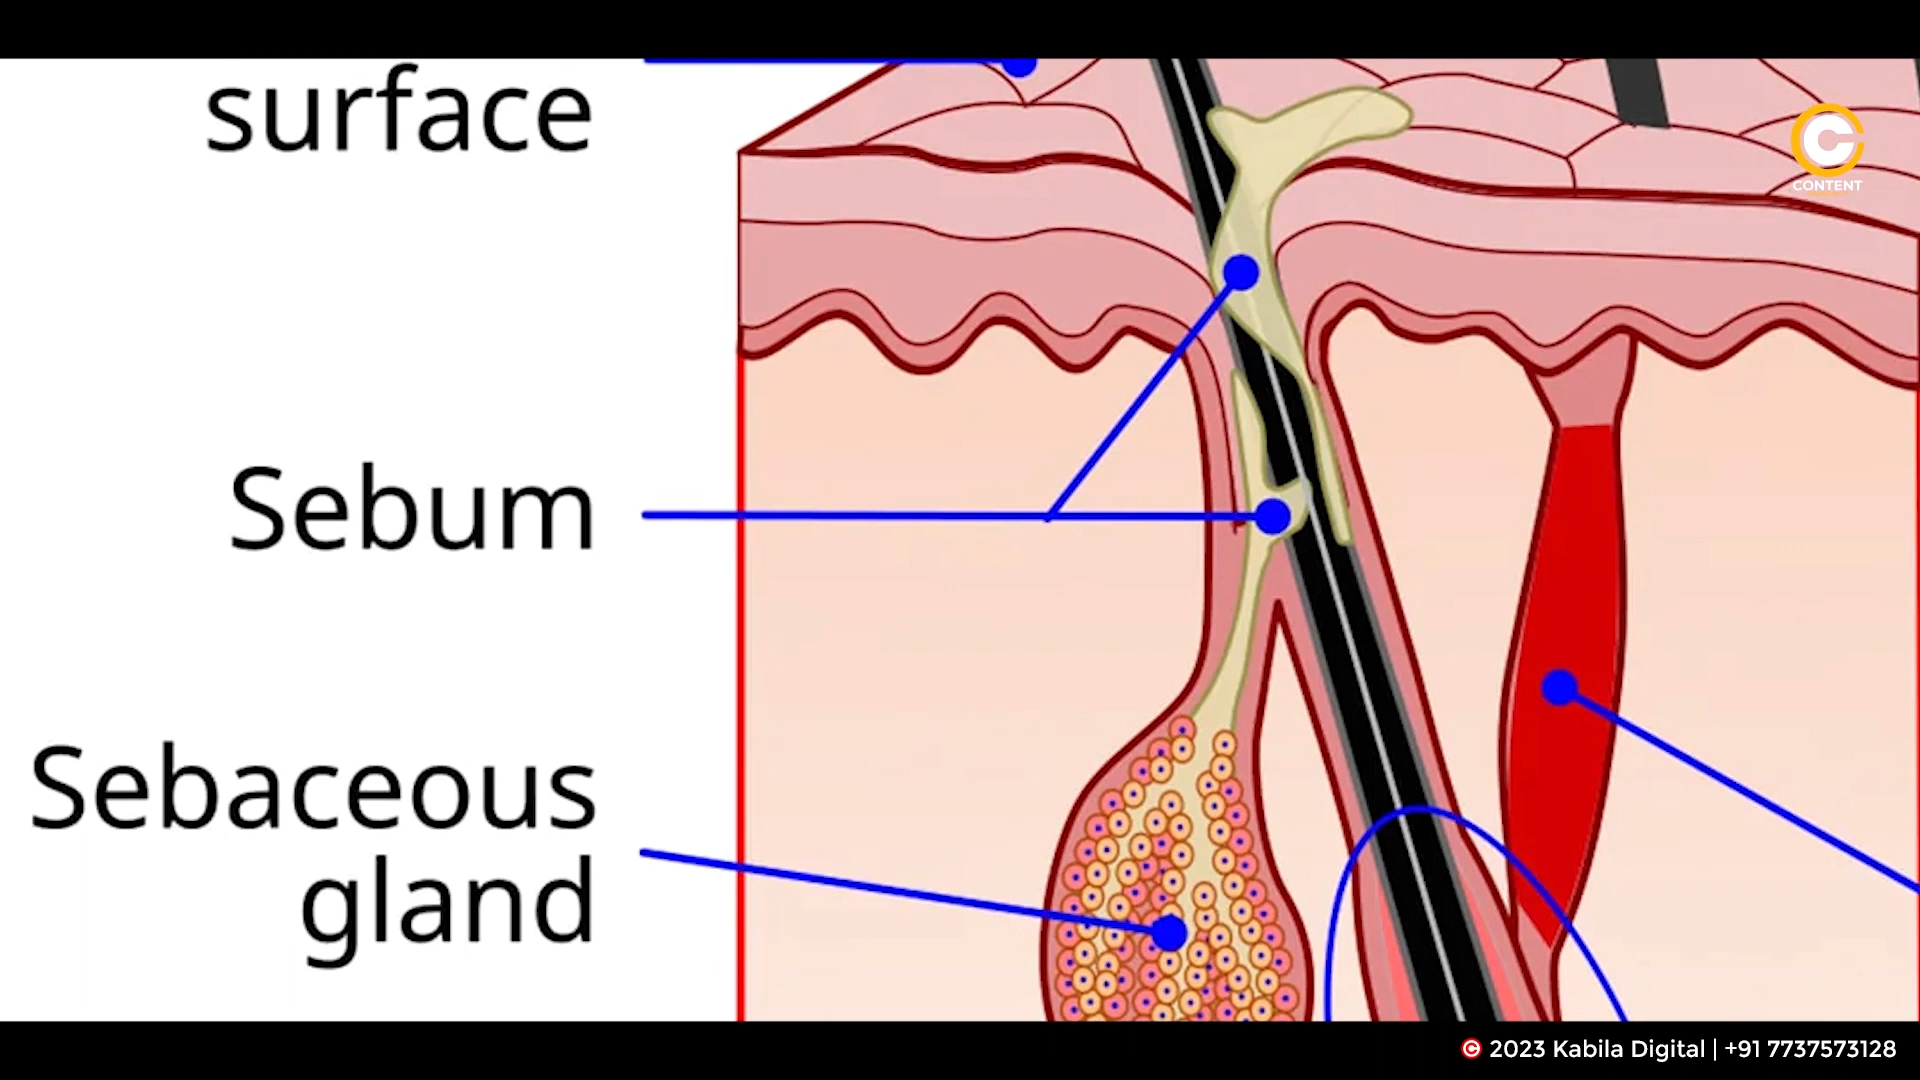 surface
CONTENT
Sebum
Sebaceous
gland
© 2023 Kabila Digital | +91 7737573128